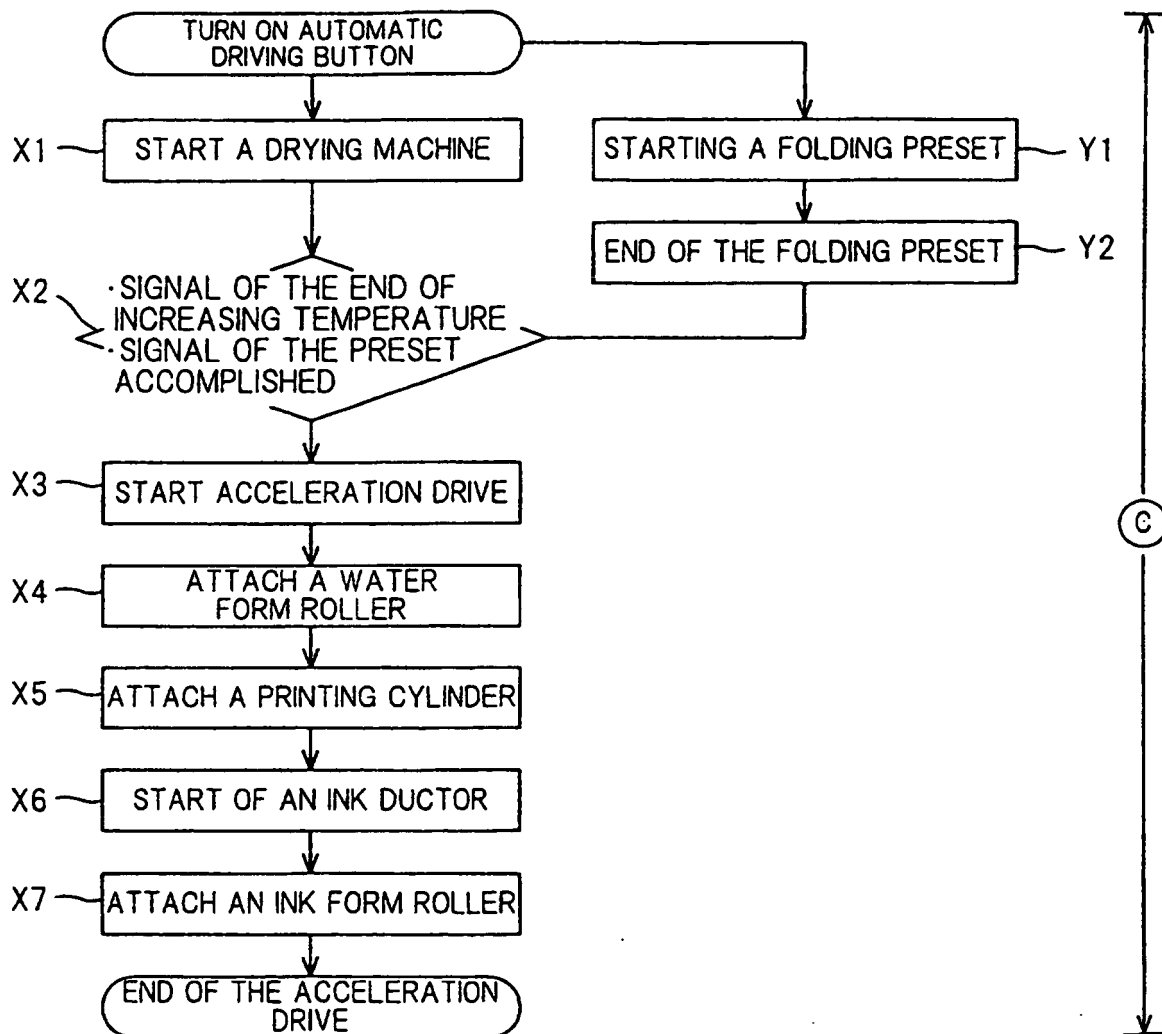 TURN ON AUTOMATIC
DRIVING BUTTON
X1
START A DRYING MACHINE
STARTING A FOLDING PRESET
Y1
END OF THE FOLDING PRESET
Y2
X2
·SIGNAL OF THE END OF
INCREASING TEMPERATURE
·SIGNAL OF THE PRESET
ACCOMPLISHED
X3
START ACCELERATION DRIVE
C
X4
ATTACH A WATER
FORM ROLLER
X5
ATTACH A PRINTING CYLINDER
X6
START OF AN INK DUCTOR
X7
ATTACH AN INK FORM ROLLER
END OF THE ACCELERATION
DRIVE